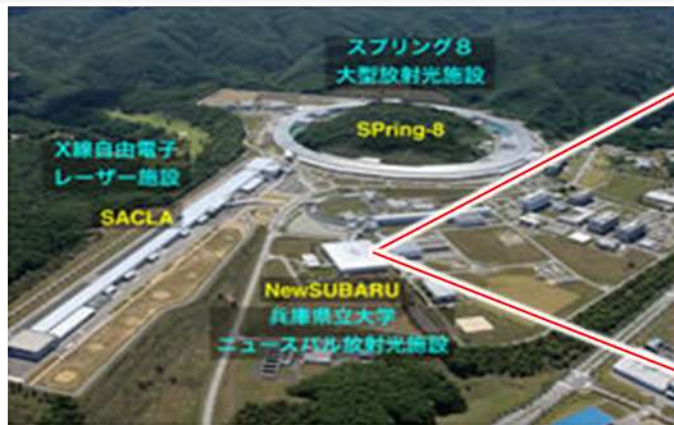 スプリング8
大型放射光施設
SPring-8
X線自由電子
レーザー施設
SACLA
NewSUBARU
兵庫県立大学
ニュースバル放射光施設